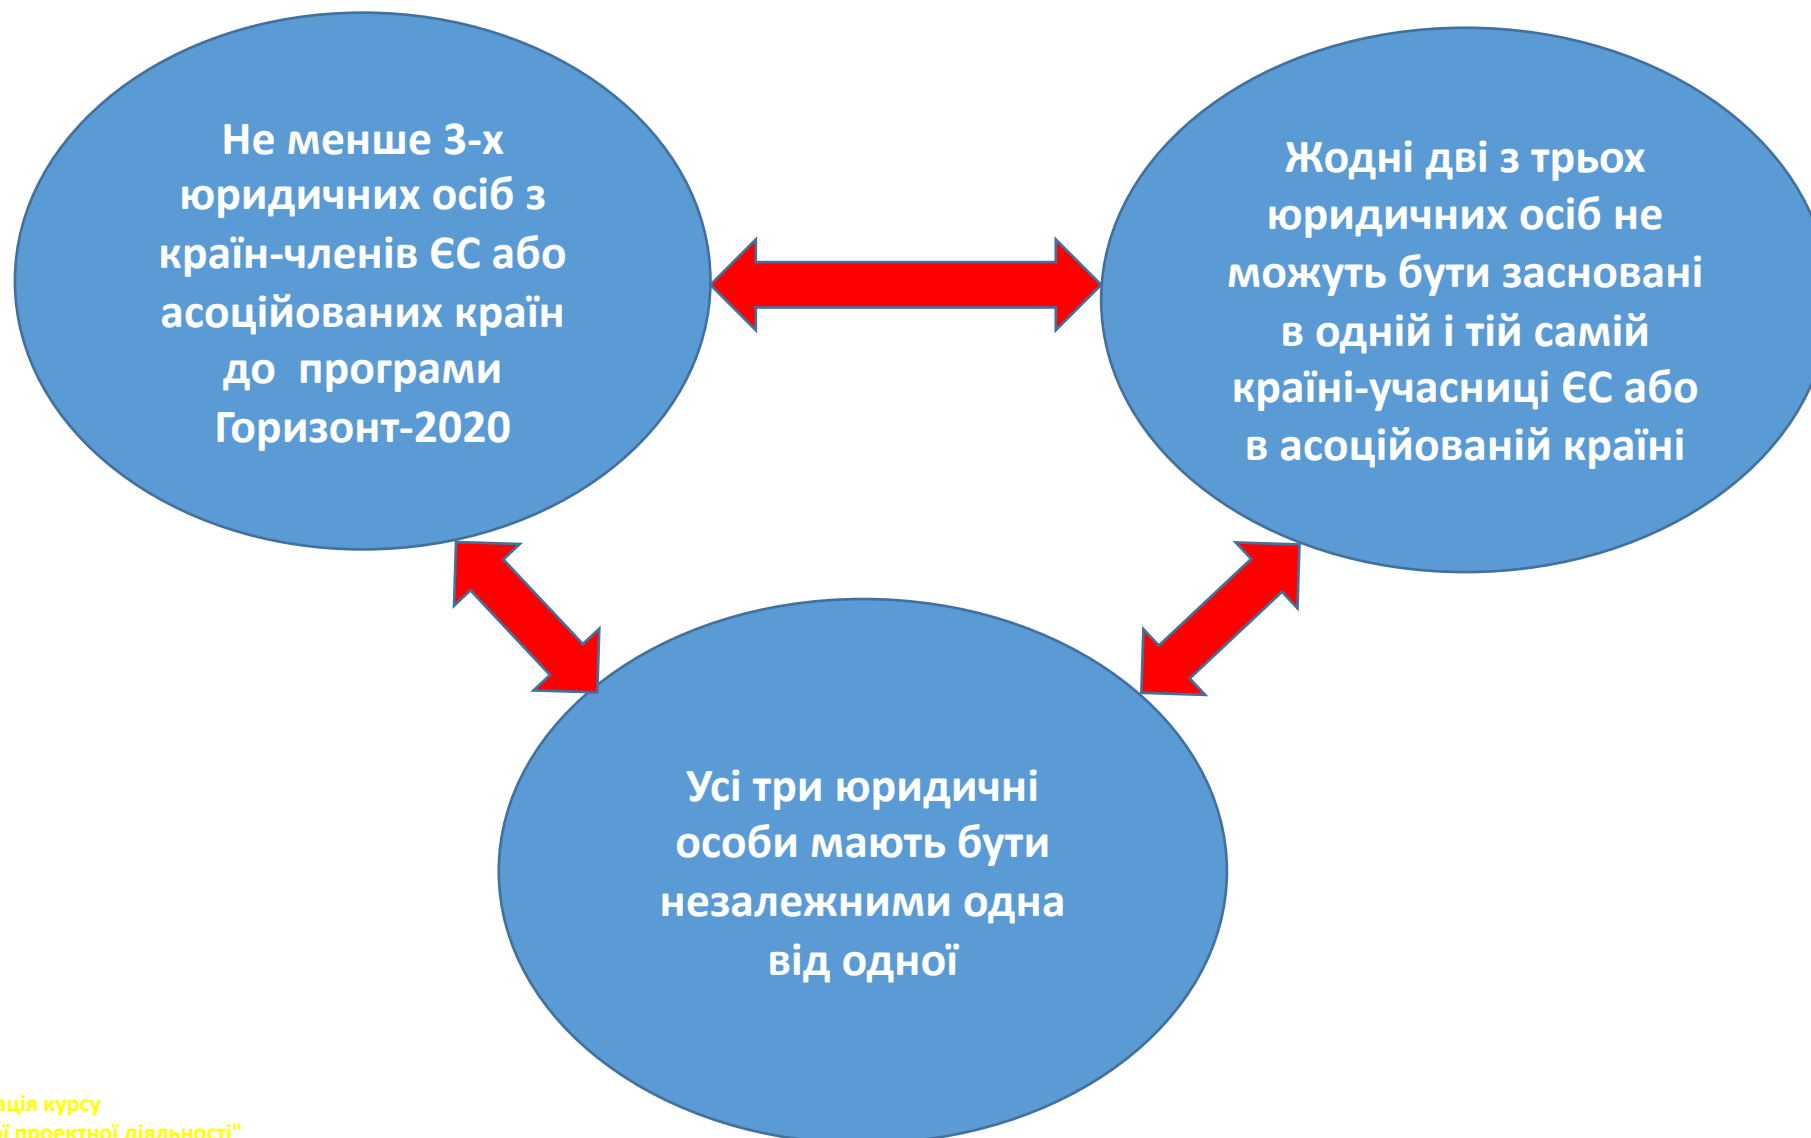 Не менше 3-х
юридичних осіб з
країн-членів ЄС або
асоційованих країн
до програми
Горизонт-2020
Жодні дві з трьох
юридичних осіб не
можуть бути засновані
в одній і тій самій
країні-учасниці ЄС або
в асоційованій країні
Усі три юридичні
особи мають бути
незалежними одна
від одної
курсу
проектної діяльності"